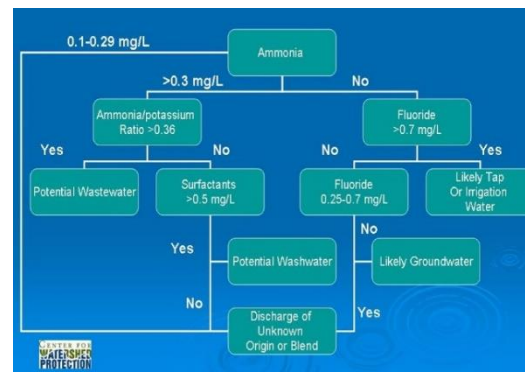 0.1-0.29 mg/L
Ammonia
>0.3 mg/L
No
Ammonia/potassium
Ratio >0.36
Fluoride
>0.7 mg/L
Yes
No
No
Yes
Potential Wastewater
Surfactants
>0.5 mg/L
Fluoride
0.25-0.7 mg/L
Likely Tap
Or Irrigation
Water
Yes
No
Potential Washwater
Likely Groundwater
No
Yes
Discharge of
Unknown
Origin or Blend
CENTER FOR
WATERSHED
PROTECTION